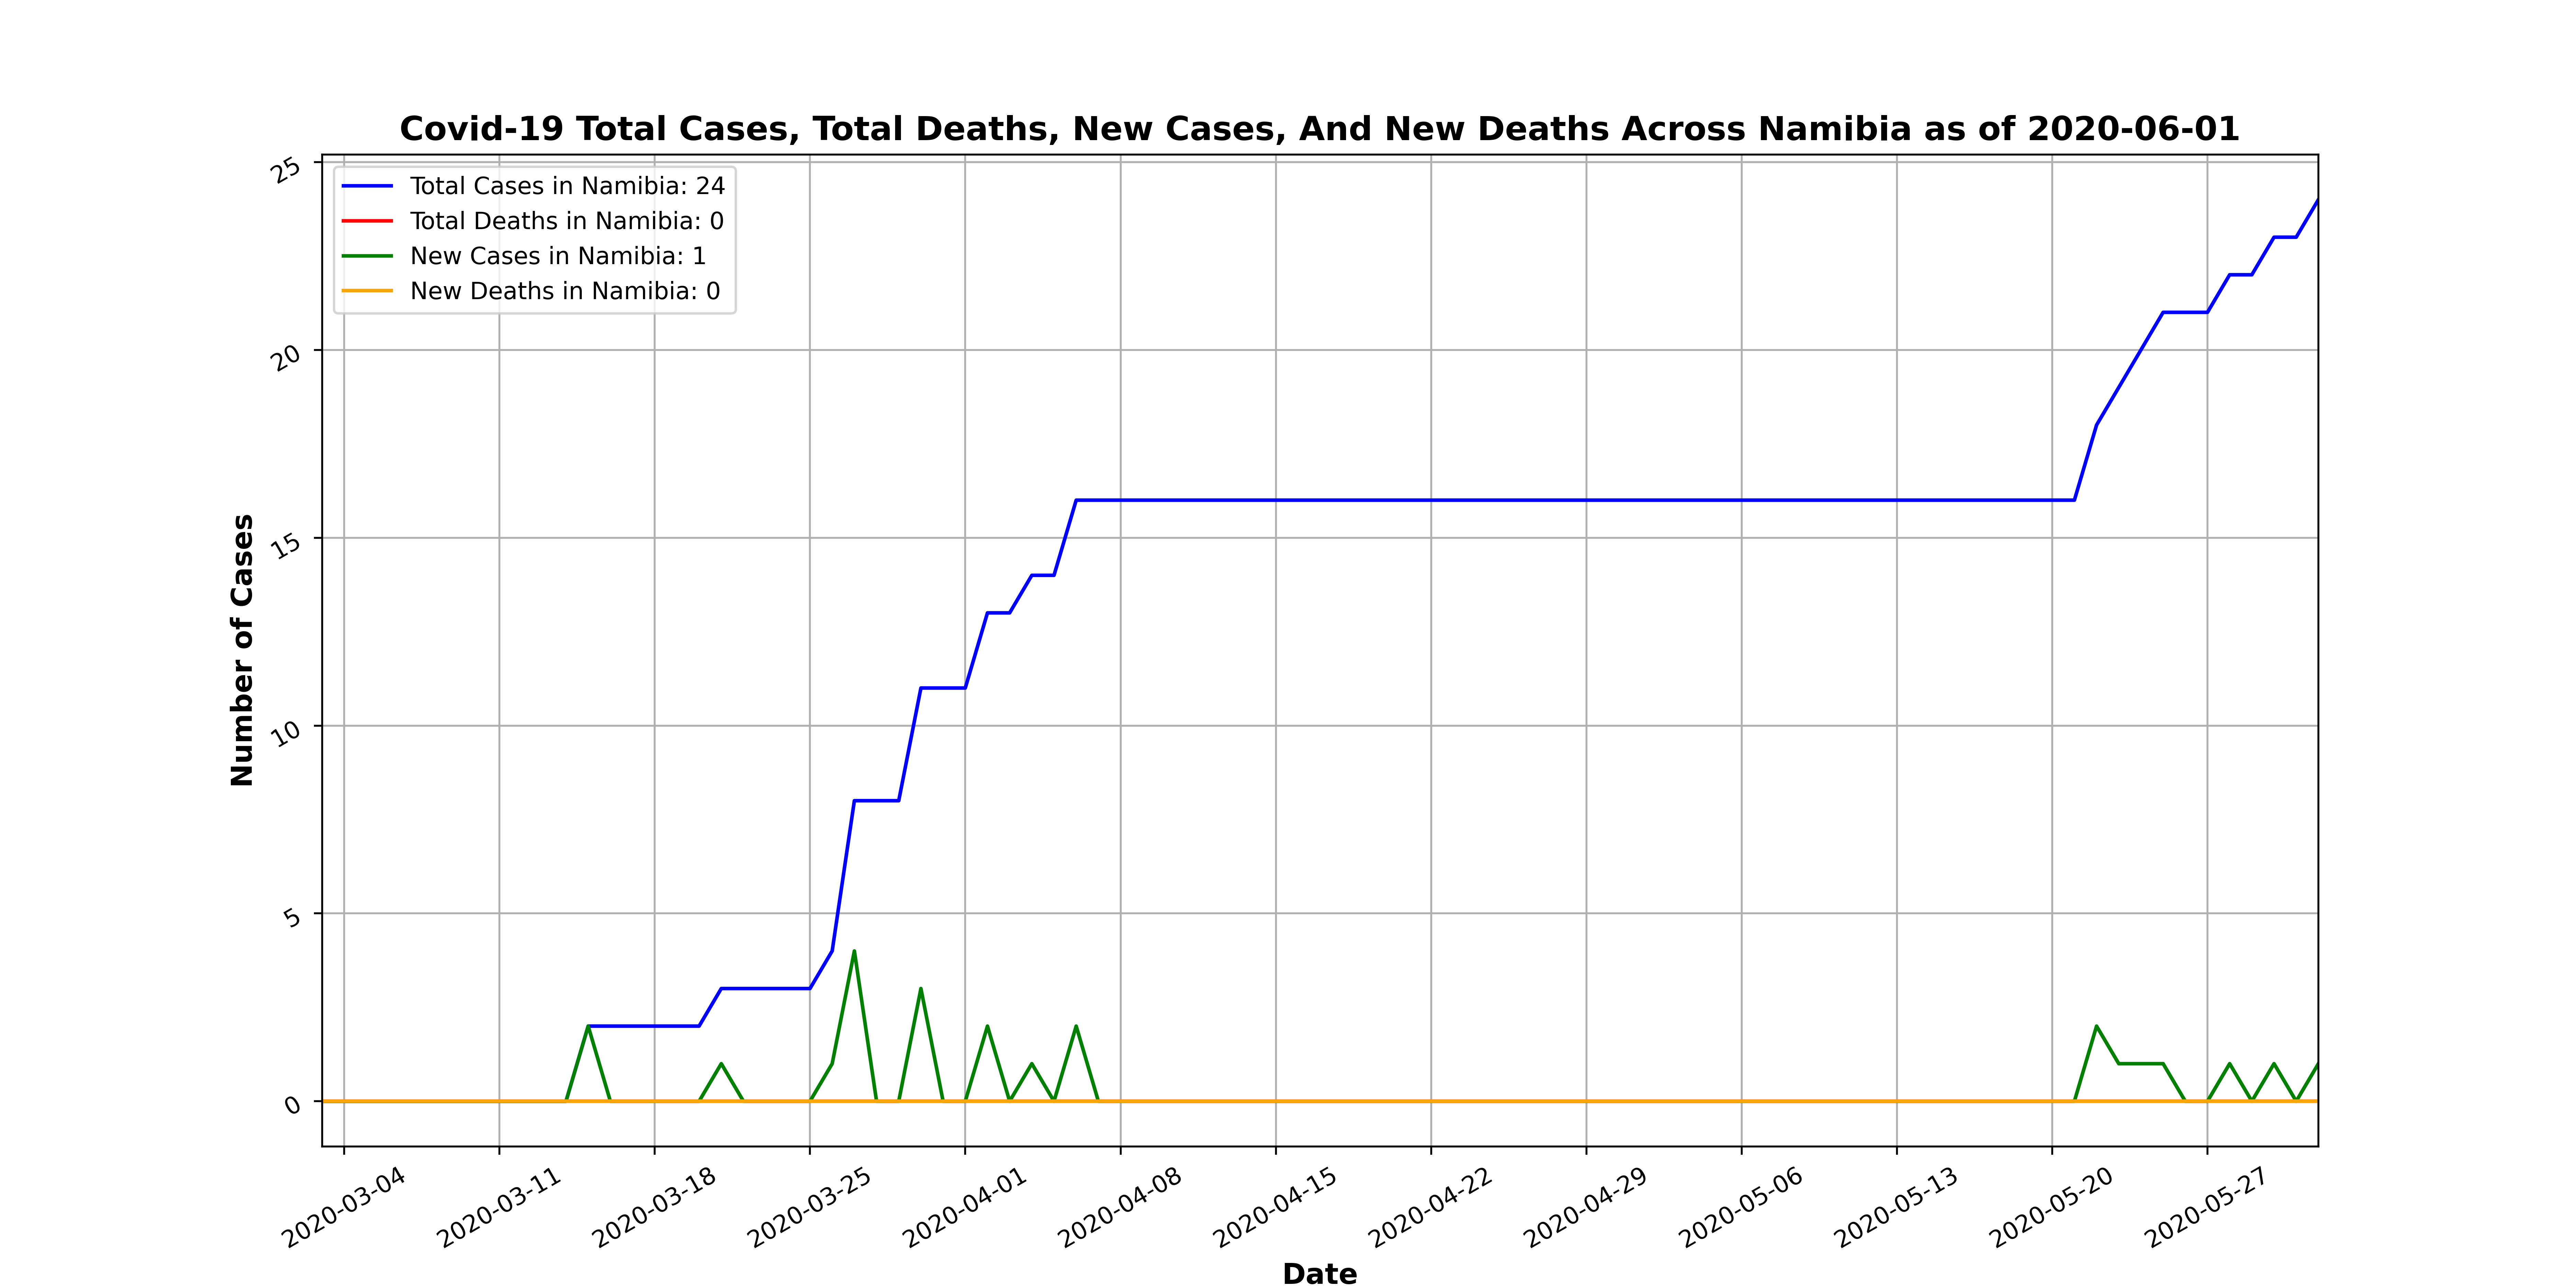 Covid-19 Total Cases, Total Deaths, New Cases, And New Deaths Across Namibia as of 2020-06-01
Total Cases in Namibia: 24
Total Deaths in Namibia: 0
New Cases in Namibia: 1
New Deaths in Namibia: 0
Number of Cases
25
20
15
10
5
0
2020-03-04
2020-03-11
2020-03-18
2020-03-25
2020-04-01
2020-04-08
2020-04-15
2020-04-22
2020-04-29
2020-05-06
2020-05-13
2020-05-20
2020-05-27
Date